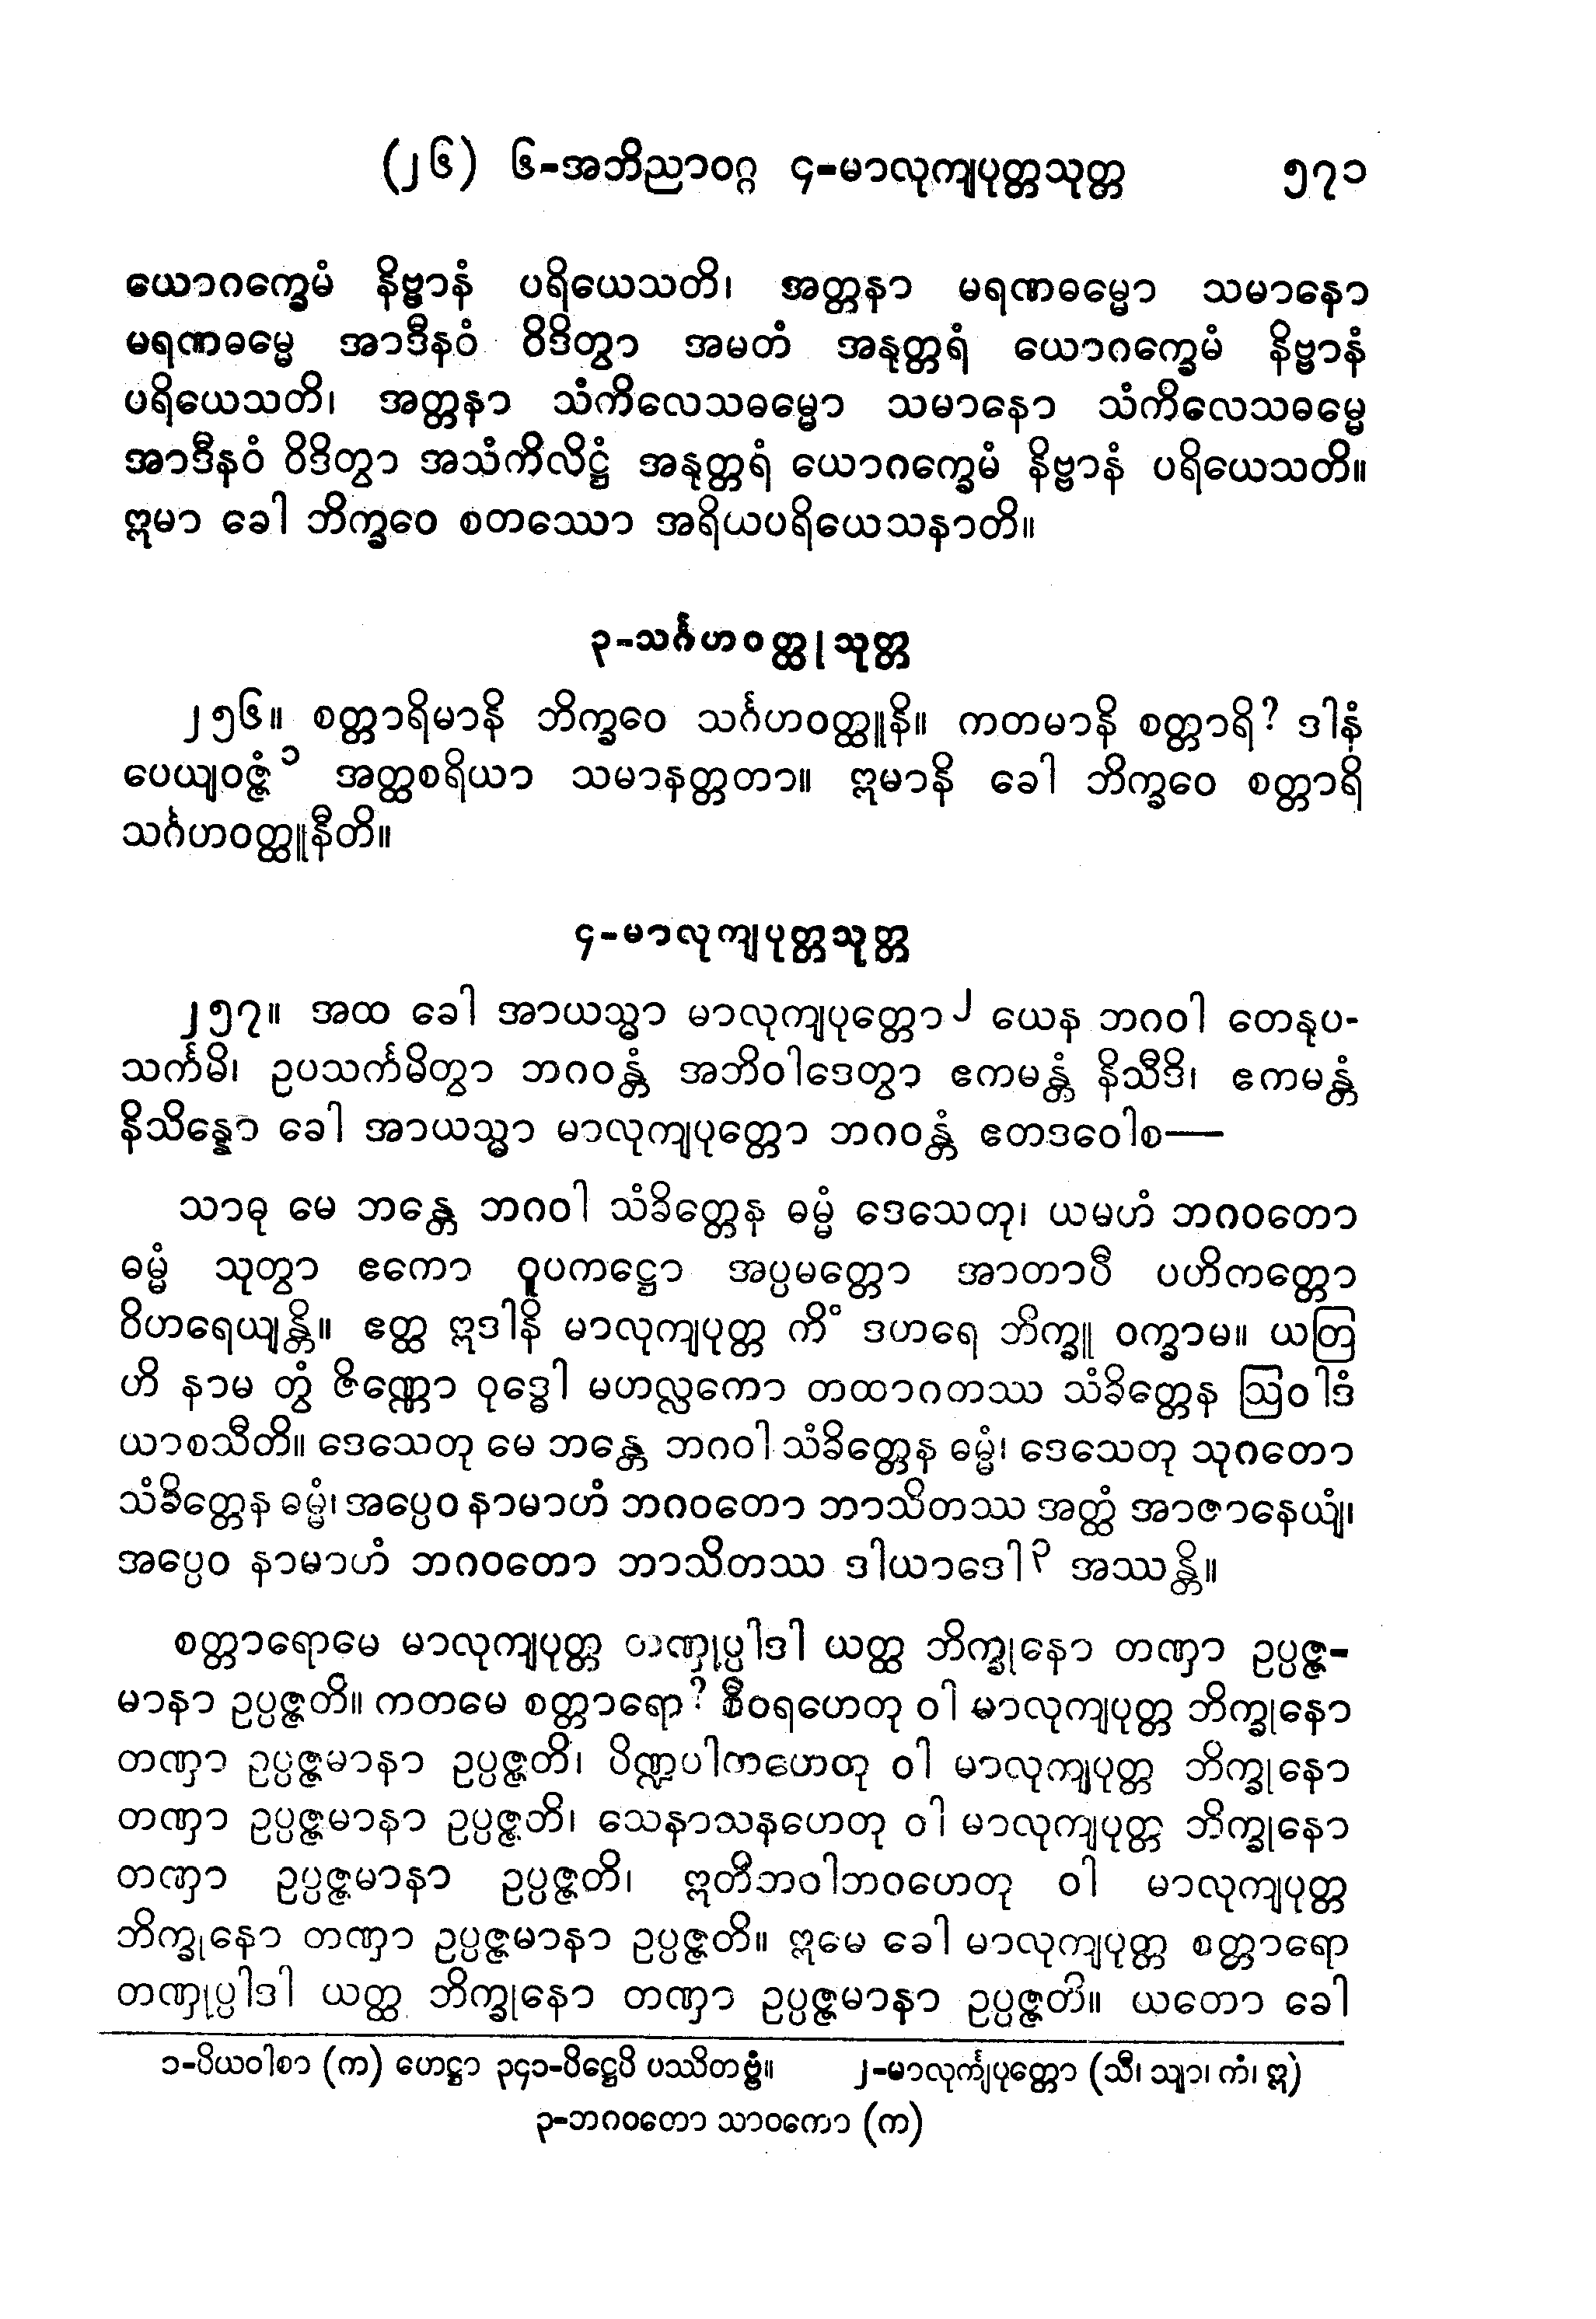 (၂၆) ၆-အဘိညာဝဂ္ဂ ၄-မာလုကျပုတ္တသုတ္တ ၅၇၁
ယောဂက္ခေမံ နိဗ္ဗာနံ ပရိယေသတိ၊ အတ္တနာ မရဏဓမ္မော သမာနော
မရဏဓမ္မေ အာဒီနဝံ ဝိဒိတွာ အမတံ အနုတ္တရံ ယောဂက္ခေမံ နိဗ္ဗာနံ
ပရိယေသတိ၊ အတ္တနာ သံကိလေသဓမ္မော သမာနော သံကိလေသဓမ္မေ
အာဒီနဝံ ဝိဒိတွာ အသံကိလိဋ္ဌံ အနုတ္တရံ ယောဂက္ခေမံ နိဗ္ဗာနံ ပရိယေသတိ။
ဣမာ ခေါ ဘိက္ခဝေ စတဿော အရိယပရိယေသနာတိ။
၃-သင်္ဂဟဝတ္ထုသုတ္တ
၂၅၆။ စတ္တာရိမာနိ ဘိက္ခဝေ သင်္ဂဟဝတ္ထူနိ။ ကတမာနိ စတ္တာရိ? ဒါနံ
ပေယျဝဇ္ဇံ၁ အတ္ထစရိယာ သမာနတ္တတာ။ ဣမာနိ ခေါ ဘိက္ခဝေ စတ္တာရိ
သင်္ဂဟဝတ္ထူနီတိ။
၄-မာလုကျပုတ္တသုတ္တ
၂၅၇။ အထ ခေါ အာယသ္မာ မာလုကျပုတ္တော၂ ယေန ဘဂဝါ တေနုပ-
သင်္ကမိ၊ ဥပသင်္ကမိတွာ ဘဂဝန္တံ အဘိဝါဒေတွာ ဧကမန္တံ နိသီဒိ၊ ဧကမန္တံ
နိသိန္နော ခေါ အာယသ္မာ မာလုကျပုတ္တော ဘဂဝန္တံ ဧတဒဝေါစ—
သာဓု မေ ဘန္တေ ဘဂဝါ သံခိတ္တေန ဓမ္မံ ဒေသေတု၊ ယမဟံ ဘဂဝတော
ဓမ္မံ သုတွာ ဧကော ဝူပကဋ္ဌော အပ္ပမတ္တော အာတာပီ ပဟိကတ္တော
ဝိဟရေယျန္တိ။ ဧတ္ထ ဣဒါနိ မာလုကျပုတ္တ ကိံ ဒဟရေ ဘိက္ခူ ဝက္ခာမ။ ယတြ
ဟိ နာမ တွံ ဇိဏ္ဏော ဝုဒ္ဓေါ မဟလ္လကော တထာဂတဿ သံခိတ္တေန ဩဝါဒံ
ယာစသီတိ။ ဒေသေတု မေ ဘန္တေ ဘဂဝါ သံခိတ္တေန ဓမ္မံ၊ ဒေသေတု သုဂတော
သံခိတ္တေန ဓမ္မံ၊ အပ္ပေဝ နာမာဟံ ဘဂဝတော ဘာသိတဿ အတ္ထံ အာဇာနေယျံ၊
အပ္ပေဝ နာမာဟံ ဘဂဝတော ဘာသိတဿ ဒါယာဒေါ၃ အဿန္တိ။
စတ္တာရောမေ မာလုကျပုတ္တ တဏှုပ္ပါဒါ ယတ္ထ ဘိက္ခုနော တဏှာ ဥပ္ပဇ္ဇ-
မာနာ ဥပ္ပဇ္ဇတိ။ ကတမေ စတ္တာရော? စီဝရဟေတု ဝါ မာလုကျပုတ္တ ဘိက္ခုနော
တဏှာ ဥပ္ပဇ္ဇမာနာ ဥပ္ပဇ္ဇတိ၊ ပိဏ္ဍပါကဟေတု ဝါ မာလုကျပုတ္တ ဘိက္ခုနော
တဏှာ ဥပ္ပဇ္ဇမာနာ ဥပ္ပဇ္ဇတိ၊ သေနာသနဟေတု ဝါ မာလုကျပုတ္တ ဘိက္ခုနော
တဏှာ ဥပ္ပဇ္ဇမာနာ ဥပ္ပဇ္ဇတိ၊ ဣတိဘဝါဘဝဟေတု ဝါ မာလုကျပုတ္တ
ဘိက္ခုနော တဏှာ ဥပ္ပဇ္ဇမာနာ ဥပ္ပဇ္ဇတိ။ ဣမေ ခေါ မာလုကျပုတ္တ စတ္တာရော
တဏှုပ္ပါဒါ ယတ္ထ ဘိက္ခုနော တဏှာ ဥပ္ပဇ္ဇမာနာ ဥပ္ပဇ္ဇတိ။ ယတော ခေါ
၁-ပိယဝါစာ (က) ဟေဋ္ဌာ ၃၄၁-ပိဋ္ဌေပိ ပဿိတဗ္ဗံ။ ၂-မာလုင်္ကျပုတ္တော (သီ၊ သျာ၊ ကံ၊ ဣ)
၃-ဘဂဝတော သာဝကော (က)